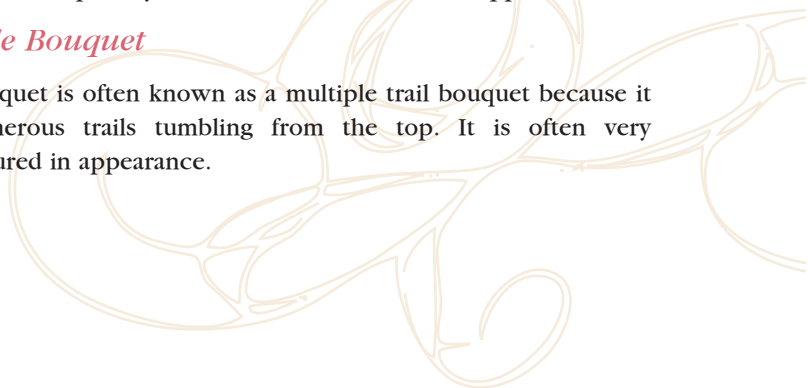 e Bouquet
quet is often known as a multiple trail bouquet because it
erous trails tumbling from the top. It is often very
ured in appearance.